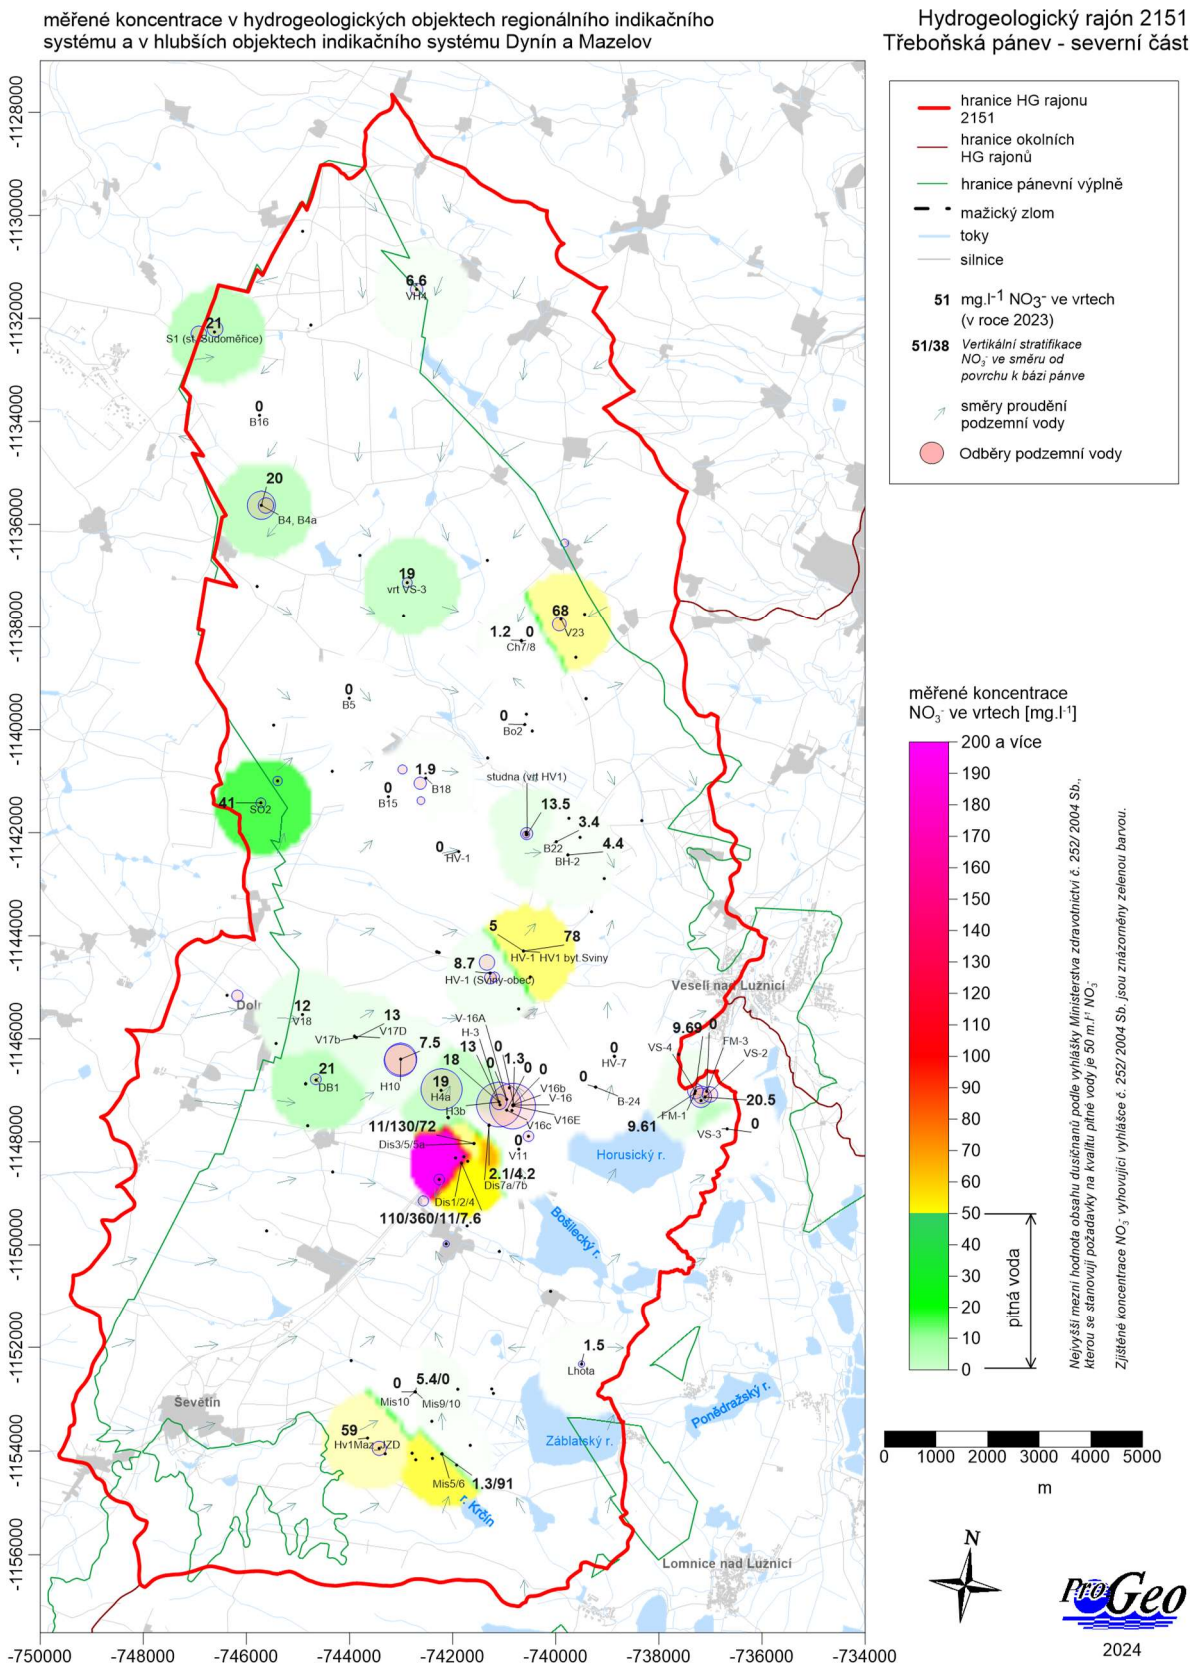 měřené koncentrace v hydrogeologických objektech regionálního indikačního
systému a v hlubších objektech indikačního systému Dynín a Mazelov
Hydrogeologický rajón 2151
Třeboňská pánev - severní část
hranice HG rajonu
2151
hranice okolních
HG rajonů
hranice pánevní výplně
mažický zlom
toky
silnice
51 mg.l-1 NO3- ve vrtech
(v roce 2023)
51/38 Vertikální stratifikace
NO3- ve směru od
povrchu k bázi pánve
směry proudění
podzemní vody
Odběry podzemní vody
měřené koncentrace
NO3- ve vrtech [mg.l-1]
200 a více
190
180
170
160
150
140
130
120
110
100
90
80
70
60
50
40
30
20
10
0
pitná voda
Nejvyšší mezní hodnota obsahu dusičnanů podle vyhlášky Ministerstva zdravotnictví č. 252/2004 Sb.,
kterou se stanovují požadavky na kvalitu pitné vody je 50 m.l-1 NO3-
Zjištěné koncentrace NO3- vyhovující vyhlášce č. 252/2004 Sb. jsou znázorněny zelenou barvou.
0 1000 2000 3000 4000 5000
m
N
ProGeo
2024
-1128000
-1130000
-1132000
-1134000
-1136000
-1138000
-1140000
-1142000
-1144000
-1146000
-1148000
-1150000
-1152000
-1154000
-1156000
-750000 -748000 -746000 -744000 -742000 -740000 -738000 -736000 -734000
6.6
VH4
21
S1 (st. Sudoměřice)
0
B16
20
B4, B4a
19
vrt VS-3
68
V23
1.2 0
Ch7/8
0
B5
0
Bo2
1.9
B18
0
B15
41
SO2
studna (vrt HV1)
13.5
3.4
B22
4.4
BH-2
0
HV-1
5
78
HV-1 HV1 byt.Sviny
8.7
HV-1 (Sviny-obec)
Veselí nad Lužnicí
12
V18
13
V17D
V17b
7.5
H10
V-16A
H-3
13
0
18
0
1.3
0
0
V16b
V-16
V16E
V16c
0
HV-7
0
B-24
9.69
0
VS-4
FM-3
VS-2
20.5
FM-1
9.61
VS-3
0
21
DB1
19
H4a
H3b
11/130/72
Dis3/5/5a
0
V11
2.1/4.2
Dis7a/7b
Dis1/2/4
110/360/11/7.6
Horusický r.
Bošilecký r.
1.5
Lhota
Ponědražský r.
Záblatský r.
Ševětín
0
Mis10
5.4/0
Mis9/10
59
Mis5/6
1.3/91
r. Krčín
Lomnice nad Lužnicí